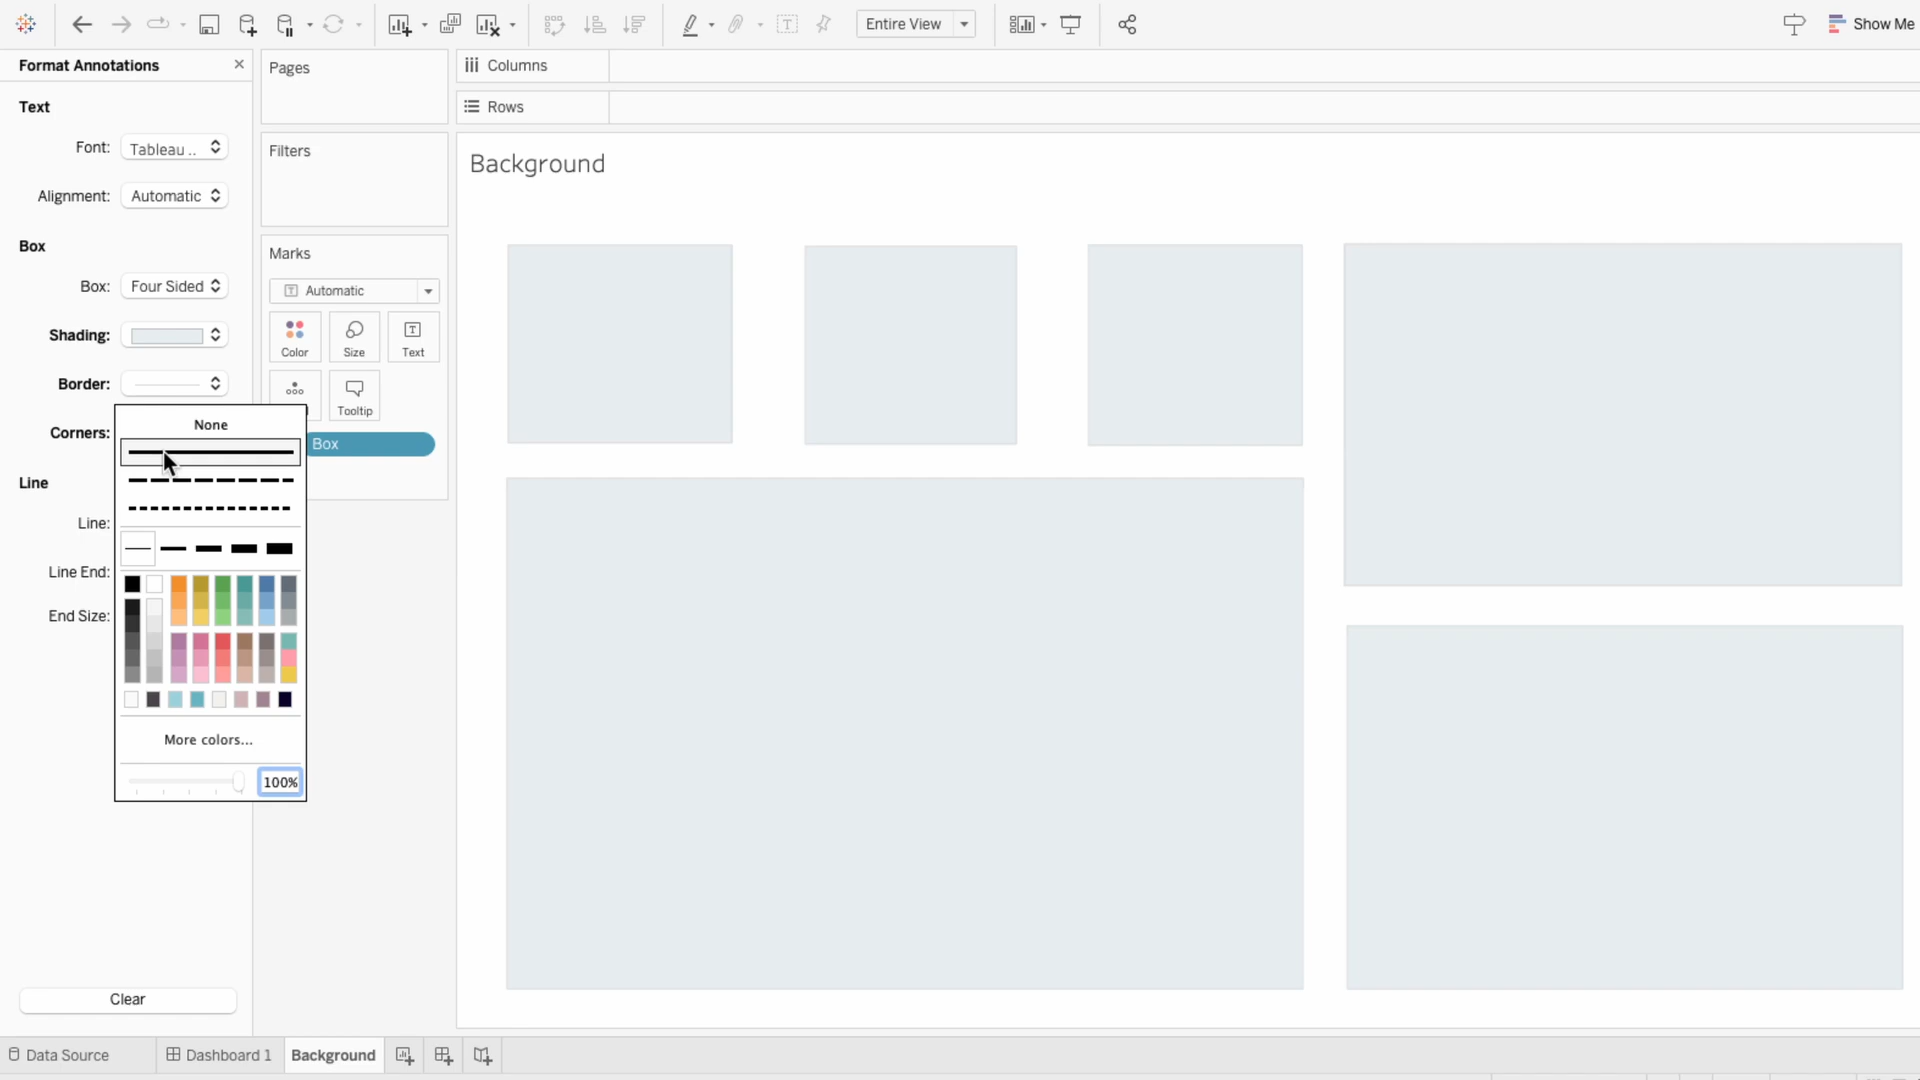 Entire View
Show Me
Format Annotations
Text
Font: Tableau ..
Alignment: Automatic
Box
Box: Four Sided
Shading:
Border:
Corners:
None
Line
Line:
Line End:
End Size:
More colors...
100%
Clear
Pages
Filters
Marks
Automatic
Color
Size
Text
Tooltip
Box
Columns
Rows
Background
Data Source
Dashboard 1
Background